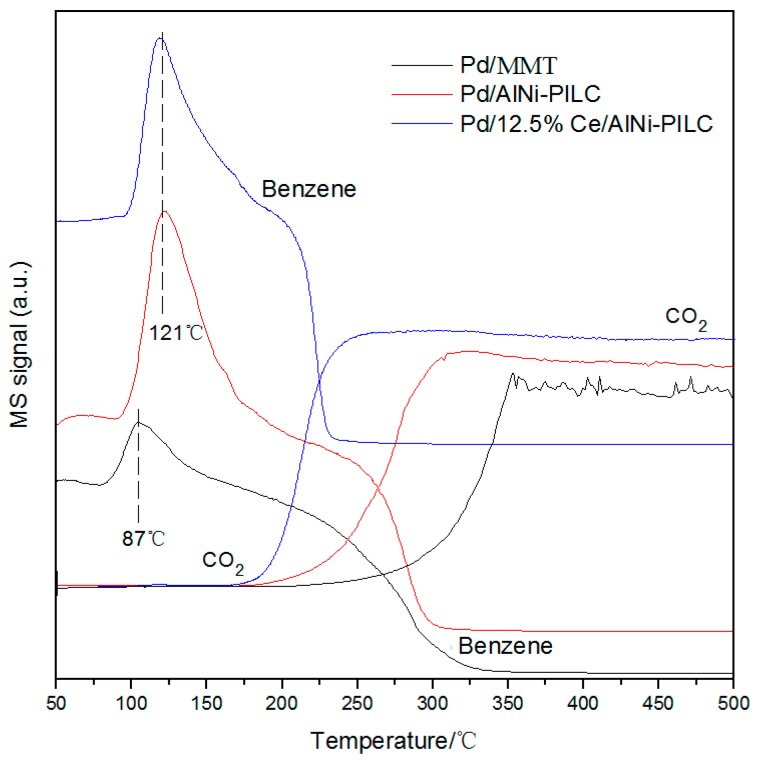 Pd/MMT
Pd/AlNi-PILC
Pd/12.5% Ce/AlNi-PILC
Benzene
CO2
121℃
87℃
CO2
Benzene
MS signal (a.u.)
50 100 150 200 250 300 350 400 450 500
Temperature/℃